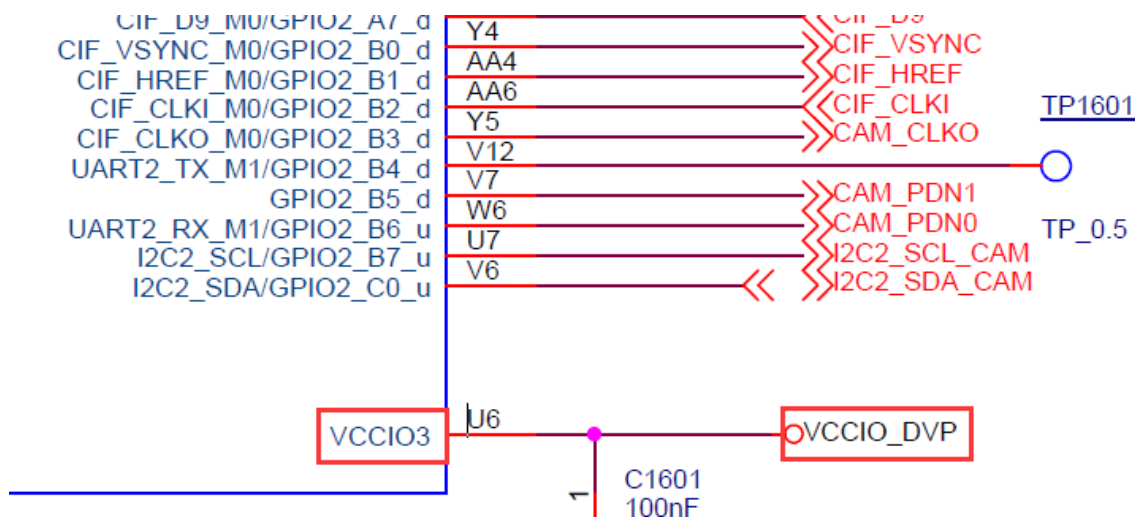 CIF_D9_M0/GPIO2_A7_d CIF_D9
CIF_VSYNC_M0/GPIO2_B0_d Y4 CIF_VSYNC
CIF_HREF_M0/GPIO2_B1_d AA4 CIF_HREF
CIF_CLKI_M0/GPIO2_B2_d AA6 CIF_CLKI TP1601
CIF_CLKO_M0/GPIO2_B3_d Y5 CAM_CLKO
UART2_TX_M1/GPIO2_B4_d V12
GPIO2_B5_d V7 CAM_PDN1
UART2_RX_M1/GPIO2_B6_u W6 CAM_PDN0 TP_0.5
I2C2_SCL/GPIO2_B7_u U7 I2C2_SCL_CAM
I2C2_SDA/GPIO2_C0_u V6 I2C2_SDA_CAM
VCCIO3 U6 VCCIO_DVP
C1601
1 100nF